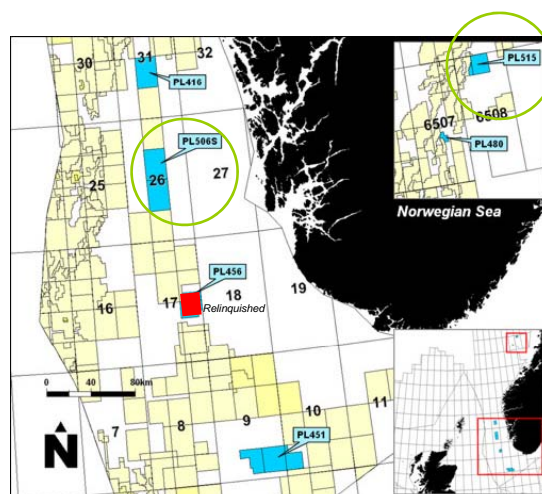 30
31
32
PL416
PL506S
25
26
27
PL456
16
17
18
19
Relinquished
0 40 80km
7
8
9
10
11
N
PL451
PL515
6507
6508
PL480
Norwegian Sea